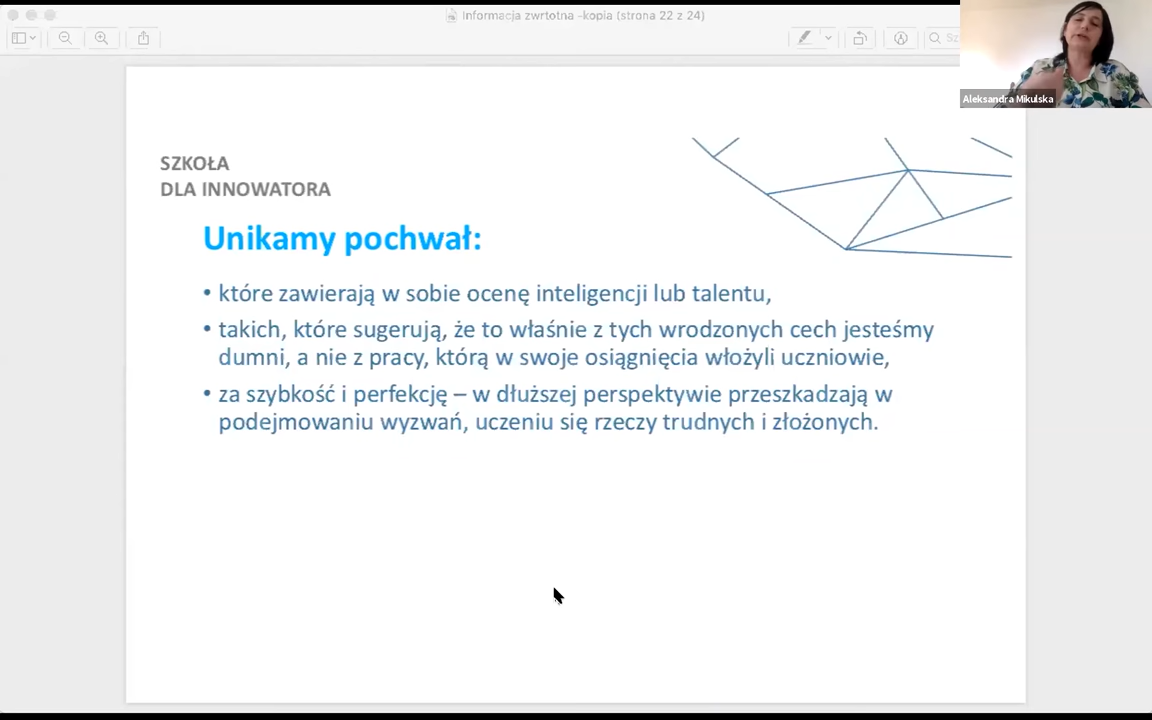 Informacja zwrtotna -kopia (strona 22 z 24)
Aleksandra Mikulska
SZKOŁA
DLA INNOWATORA
Unikamy pochwał:
• które zawierają w sobie ocenę inteligencji lub talentu,
• takich, które sugerują, że to właśnie z tych wrodzonych cech jesteśmy
dumni, a nie z pracy, którą w swoje osiągnięcia włożyli uczniowie,
• za szybkość i perfekcję – w dłuższej perspektywie przeszkadzają w
podejmowaniu wyzwań, uczeniu się rzeczy trudnych i złożonych.